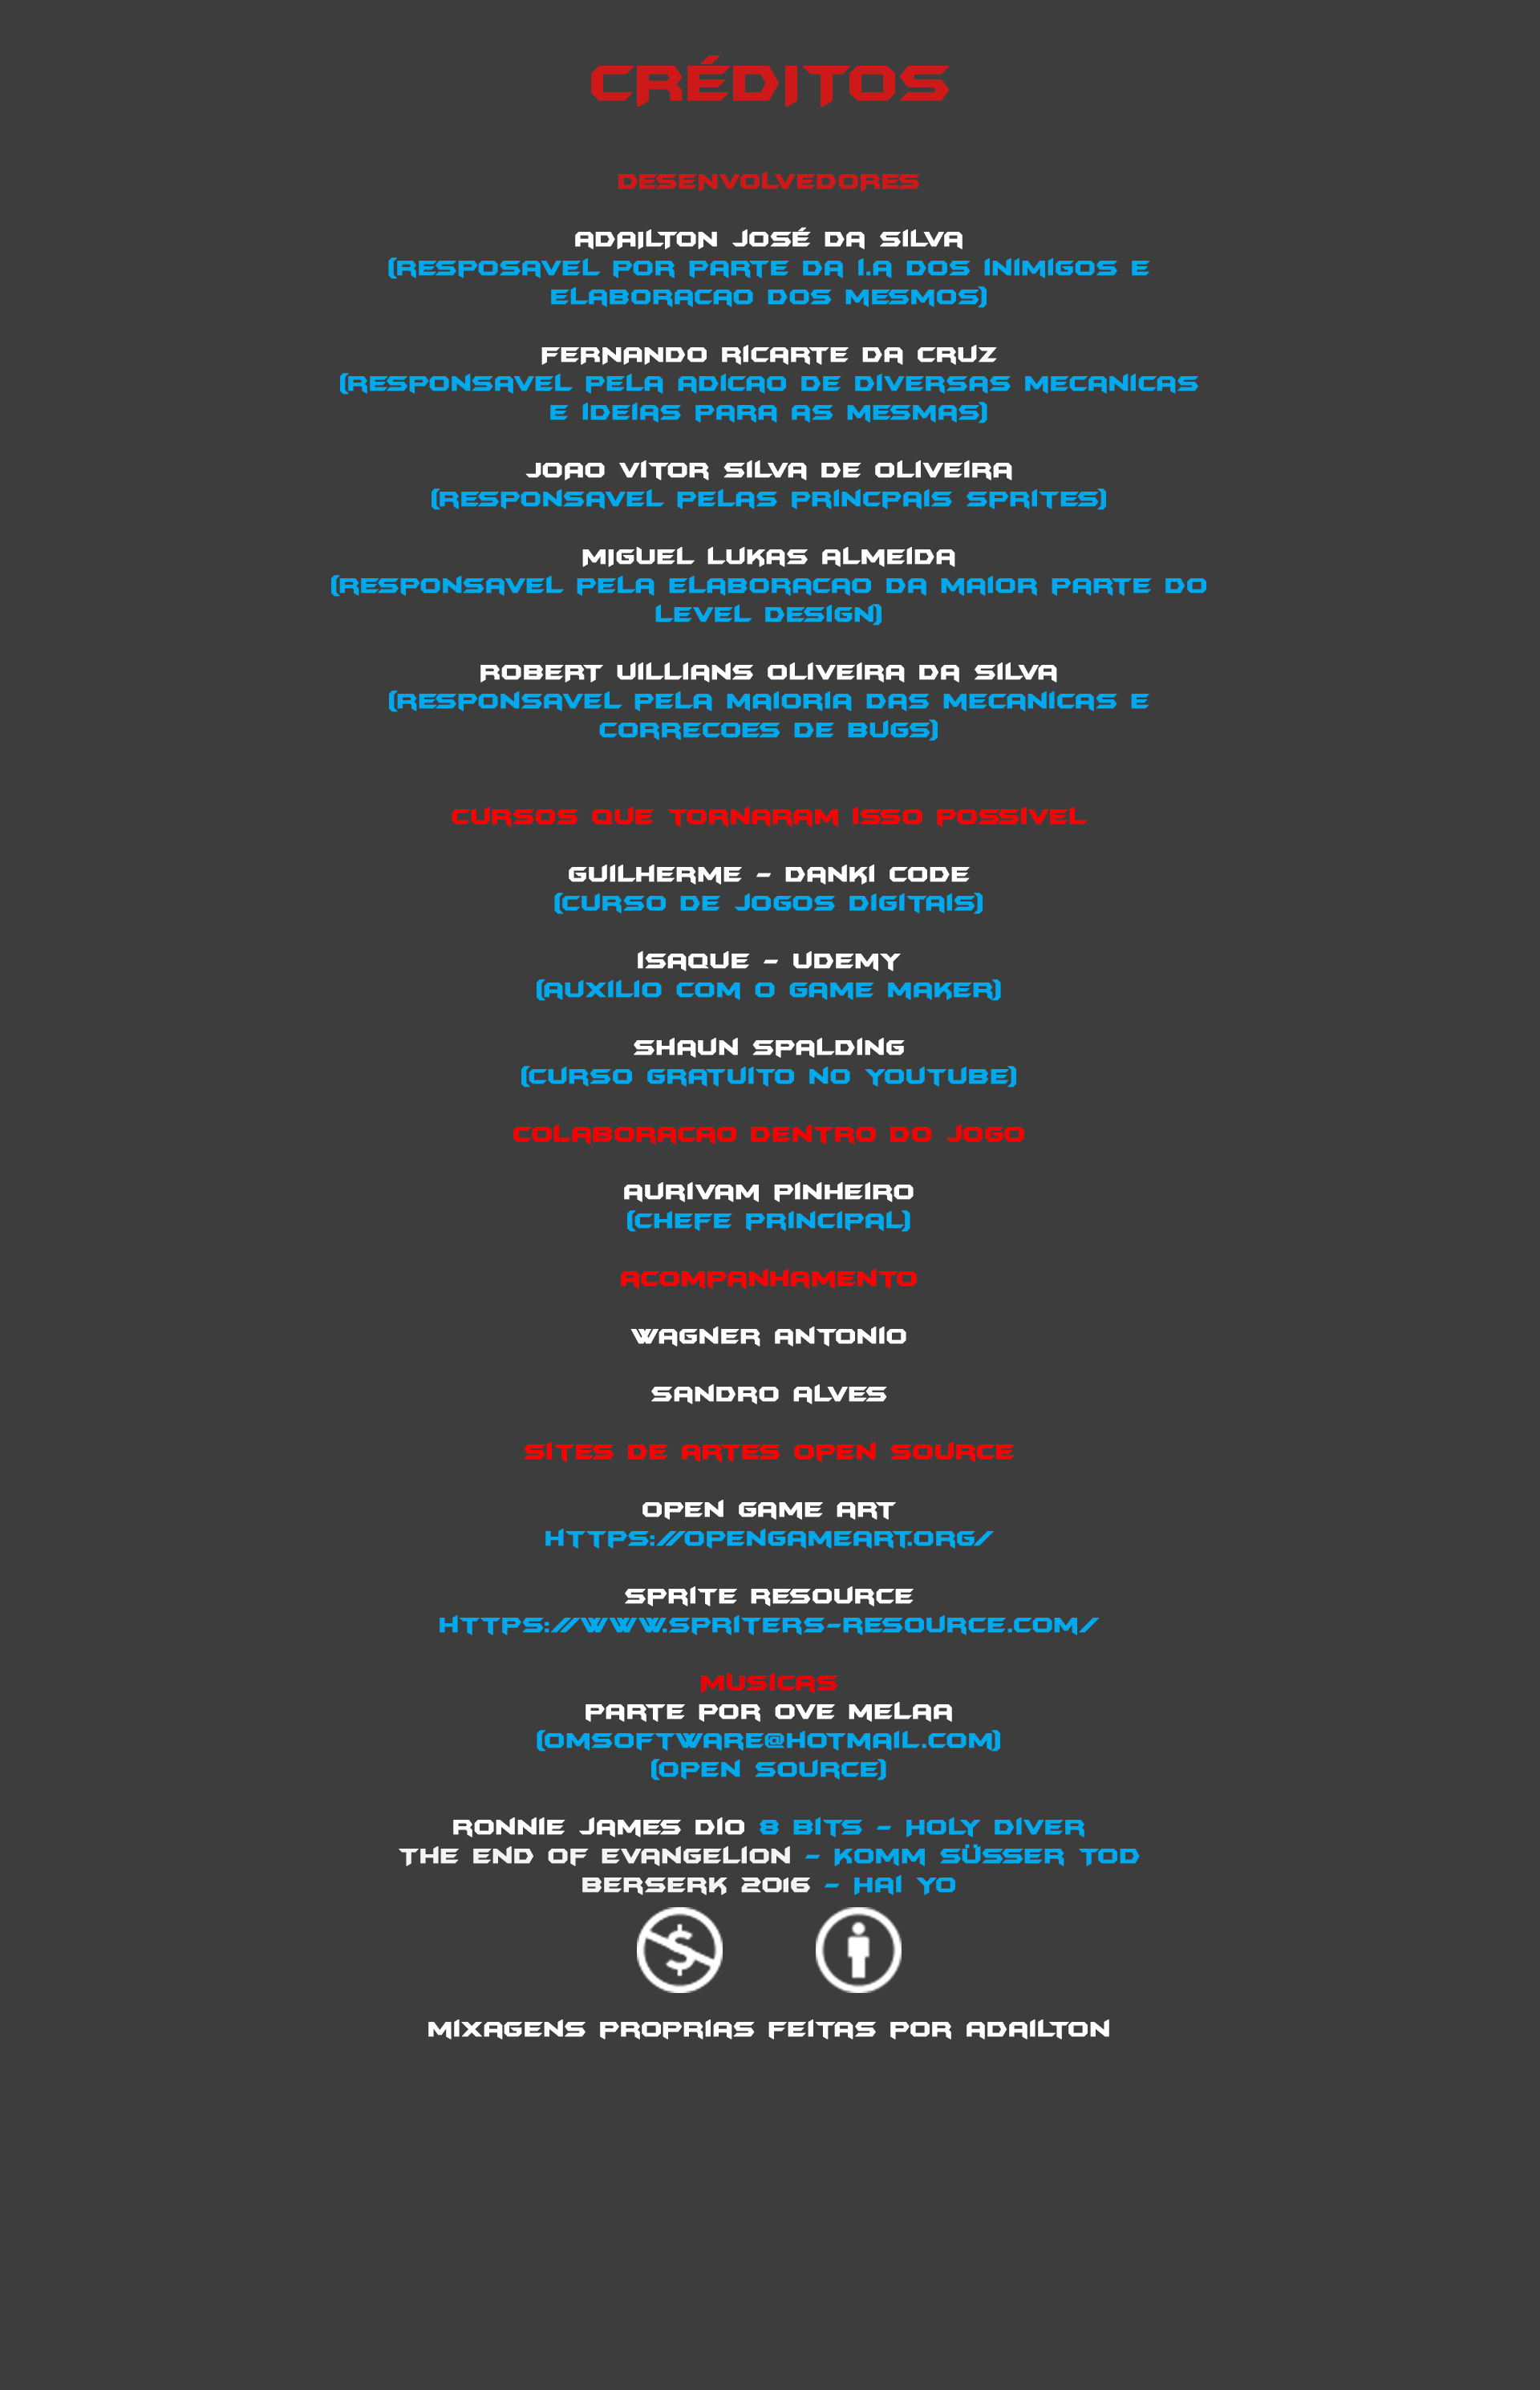 CRÉDITOS
DESENVOLVEDORES
ADAILTON JOSÉ DA SILVA
(RESPOSAVEL POR PARTE DA I.A DOS INIMIGOS E
ELABORACAO DOS MESMOS)
FERNANDO RICARTE DA CRUZ
(RESPONSAVEL PELA ADICAO DE DIVERSAS MECANICAS
E IDEIAS PARA AS MESMAS)
JOAO VITOR SILVA DE OLIVEIRA
(RESPONSAVEL PELAS PRINCPAIS SPRITES)
MIGUEL LUKAS ALMEIDA
(RESPONSAVEL PELA ELABORACAO DA MAIOR PARTE DO
LEVEL DESIGN)
ROBERT UILLIANS OLIVEIRA DA SILVA
(RESPONSAVEL PELA MAIORIA DAS MECANICAS E
CORRECOES DE BUGS)
CURSOS QUE TORNARAM ISSO POSSIVEL
GUILHERME - DANKI CODE
(CURSO DE JOGOS DIGITAIS)
ISAQUE - UDEMY
(AUXILIO COM O GAME MAKER)
SHAUN SPALDING
(CURSO GRATUITO NO YOUTUBE)
COLABORACAO DENTRO DO JOGO
AURIVAM PINHEIRO
(CHEFE PRINCIPAL)
ACOMPANHAMENTO
WAGNER ANTONIO
SANDRO ALVES
SITES DE ARTES OPEN SOURCE
OPEN GAME ART
HTTPS://OPENGAMEART.ORG/
SPRITE RESOURCE
HTTPS://WWW.SPRITERS-RESOURCE.COM/
MUSICAS
PARTE POR OVE MELAA
(OMSOFTWARE@HOTMAIL.COM)
(OPEN SOURCE)
RONNIE JAMES DIO 8 BITS - HOLY DIVER
THE END OF EVANGELION - KOMM SÜSSER TOD
BERSERK 2016 - HAI YO
MIXAGENS PROPRIAS FEITAS POR ADAILTON